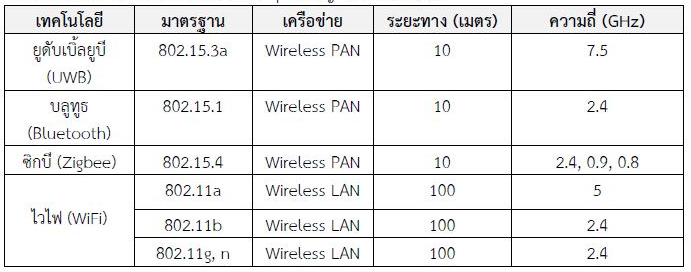 เทคโนโลยี มาตรฐาน เครือข่าย ระยะทาง (เมตร) ความถี่ (GHz)
ยูดับเบิ้ลยูบี 802.15.3a Wireless PAN 10 7.5
(UWB)
บลูทูธ 802.15.1 Wireless PAN 10 2.4
(Bluetooth)
ซิกบี (Zigbee) 802.15.4 Wireless PAN 10 2.4, 0.9, 0.8
ไวไฟ (WiFi) 802.11a Wireless LAN 100 5
802.11b Wireless LAN 100 2.4
802.11g, n Wireless LAN 100 2.4